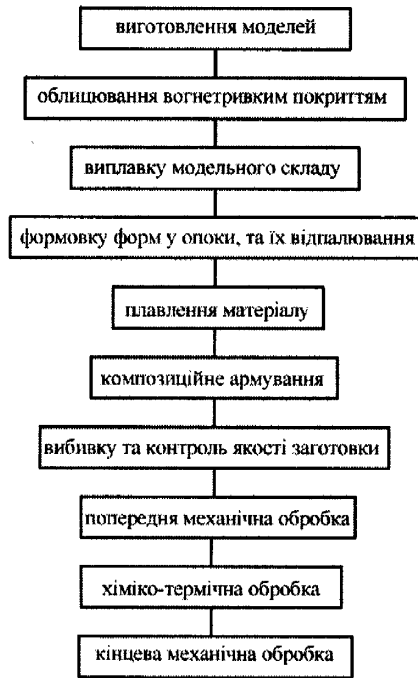 виготовлення моделей
облицювання вогнетривким покриттям
виплавку модельного складу
формовку форм у опоки, та їх відпалювання
плавлення матеріалу
композиційне армування
вибивку та контроль якості заготовки
попередня механічна обробка
хіміко-термічна обробка
кінцева механічна обробка